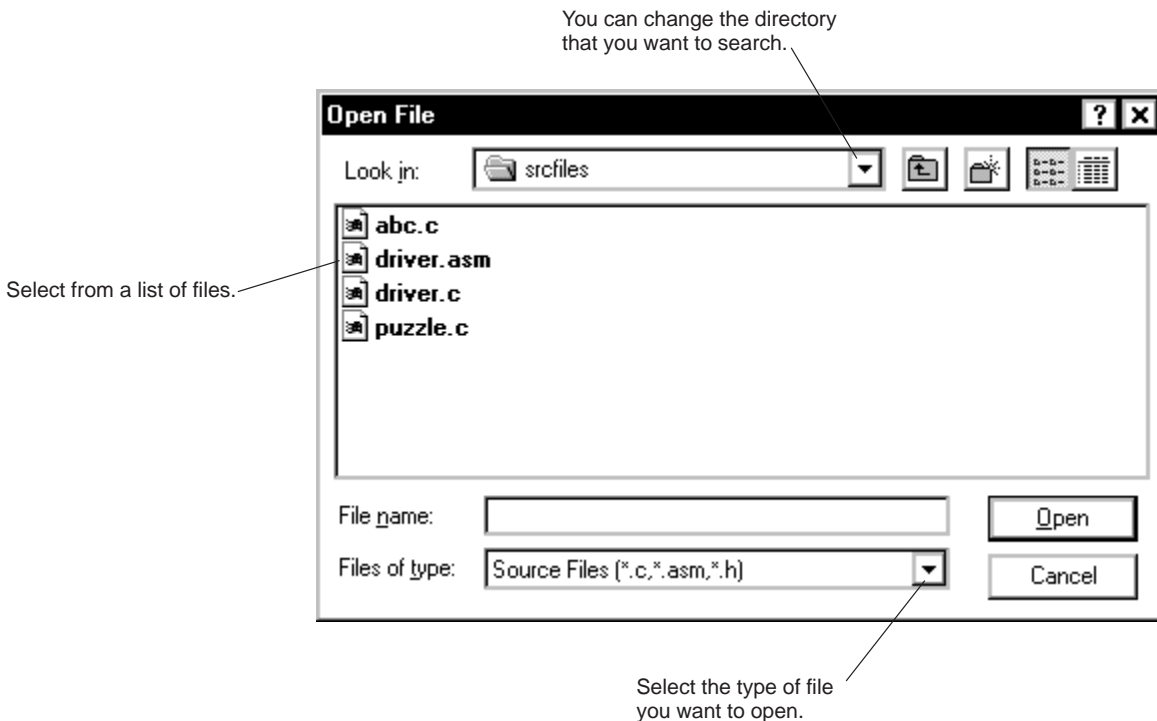 You can change the directory
that you want to search.
Open File
?
Look in:
srcfiles
abc.c
driver.asm
Select from a list of files.
driver.c
puzzle.c
File name:
Open
Files of type:
Source Files (*.c,*.asm,*.h)
Cancel
Select the type of file
you want to open.